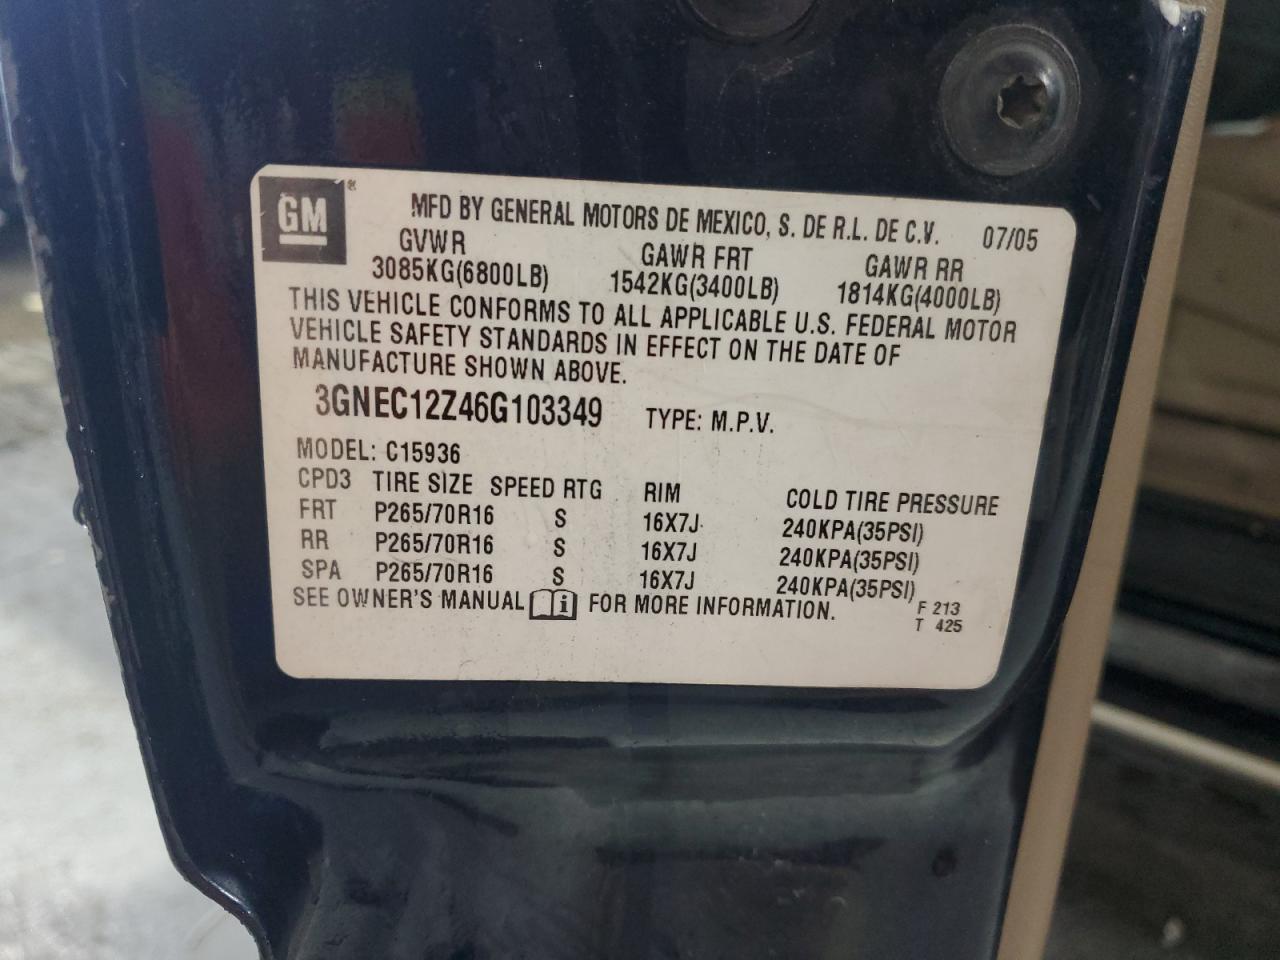 GM ®
MFD BY GENERAL MOTORS DE MEXICO, S. DE R.L. DE C.V. 07/05
GVWR GAWR FRT GAWR RR
3085KG(6800LB) 1542KG(3400LB) 1814KG(4000LB)
THIS VEHICLE CONFORMS TO ALL APPLICABLE U.S. FEDERAL MOTOR
VEHICLE SAFETY STANDARDS IN EFFECT ON THE DATE OF
MANUFACTURE SHOWN ABOVE.
3GNEC12Z46G103349 TYPE: M.P.V.
MODEL: C15936
CPD3 TIRE SIZE SPEED RTG RIM COLD TIRE PRESSURE
FRT P265/70R16 S 16X7J 240KPA(35PSI)
RR P265/70R16 S 16X7J 240KPA(35PSI)
SPA P265/70R16 S 16X7J 240KPA(35PSI)
SEE OWNER'S MANUAL i FOR MORE INFORMATION.
F 213
T 425